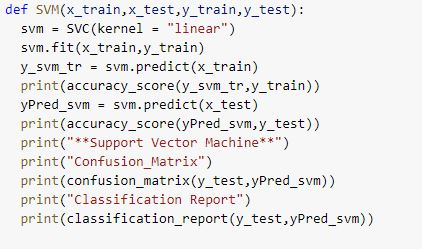 def SVM(x_train,x_test,y_train,y_test):
  svm = SVC(kernel = "linear")
  svm.fit(x_train,y_train)
  y_svm_tr = svm.predict(x_train)
  print(accuracy_score(y_svm_tr,y_train))
  yPred_svm = svm.predict(x_test)
  print(accuracy_score(yPred_svm,y_test))
  print("**Support Vector Machine**")
  print("Confusion_Matrix")
  print(confusion_matrix(y_test,yPred_svm))
  print("Classification Report")
  print(classification_report(y_test,yPred_svm))